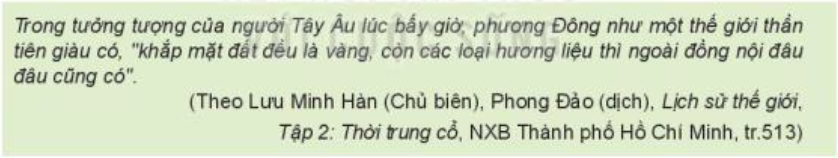 Trong tưởng tượng của người Tây Âu lúc bấy giờ, phương Đông như một thế giới thần
tiên giàu có, "khắp mặt đất đều là vàng, còn các loại hương liệu thì ngoài đồng nội đâu
đâu cũng có".
(Theo Lưu Minh Hàn (Chủ biên), Phong Đảo (dịch), Lịch sử thế giới,
Tập 2: Thời trung cổ, NXB Thành phố Hồ Chí Minh, tr.513)